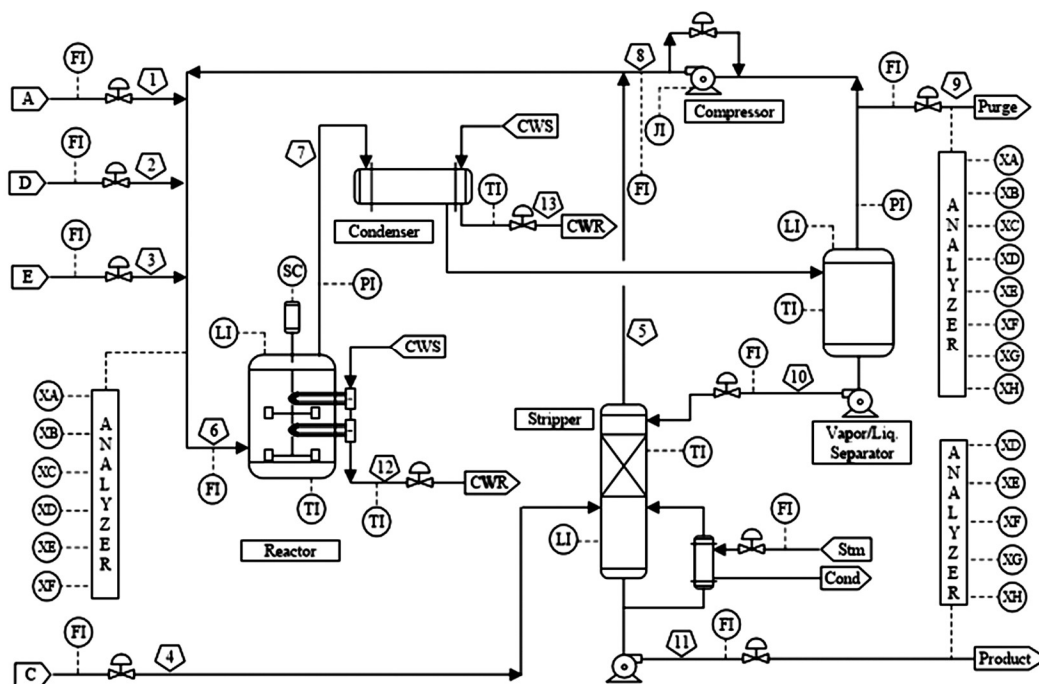 FI
1
A
FI
2
D
FI
3
E
8
FI
9
Purge
JI
Compressor
FI
7
CWS
TI
13
CWR
Condenser
SC
PI
LI
CWS
5
LI
PI
TI
XA
XB
XC
XD
XE
XF
XG
XH
ANALYZER
FI
10
Vapor/Liq.
Separator
Stripper
TI
XA
XB
XC
XD
XE
XF
ANALYZER
6
FI
TI
12
TI
CWR
Reactor
LI
FI
Stm
Cond
XD
XE
XF
XG
XH
ANALYZER
FI
4
C
11
FI
Product